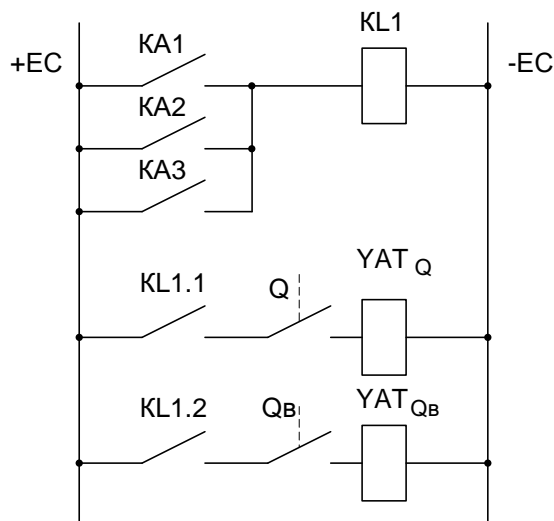 KA1
KL1
+EC
-EC
KA2
KA3
KL1.1
Q
YAT Q
KL1.2
QВ
YAT QВ